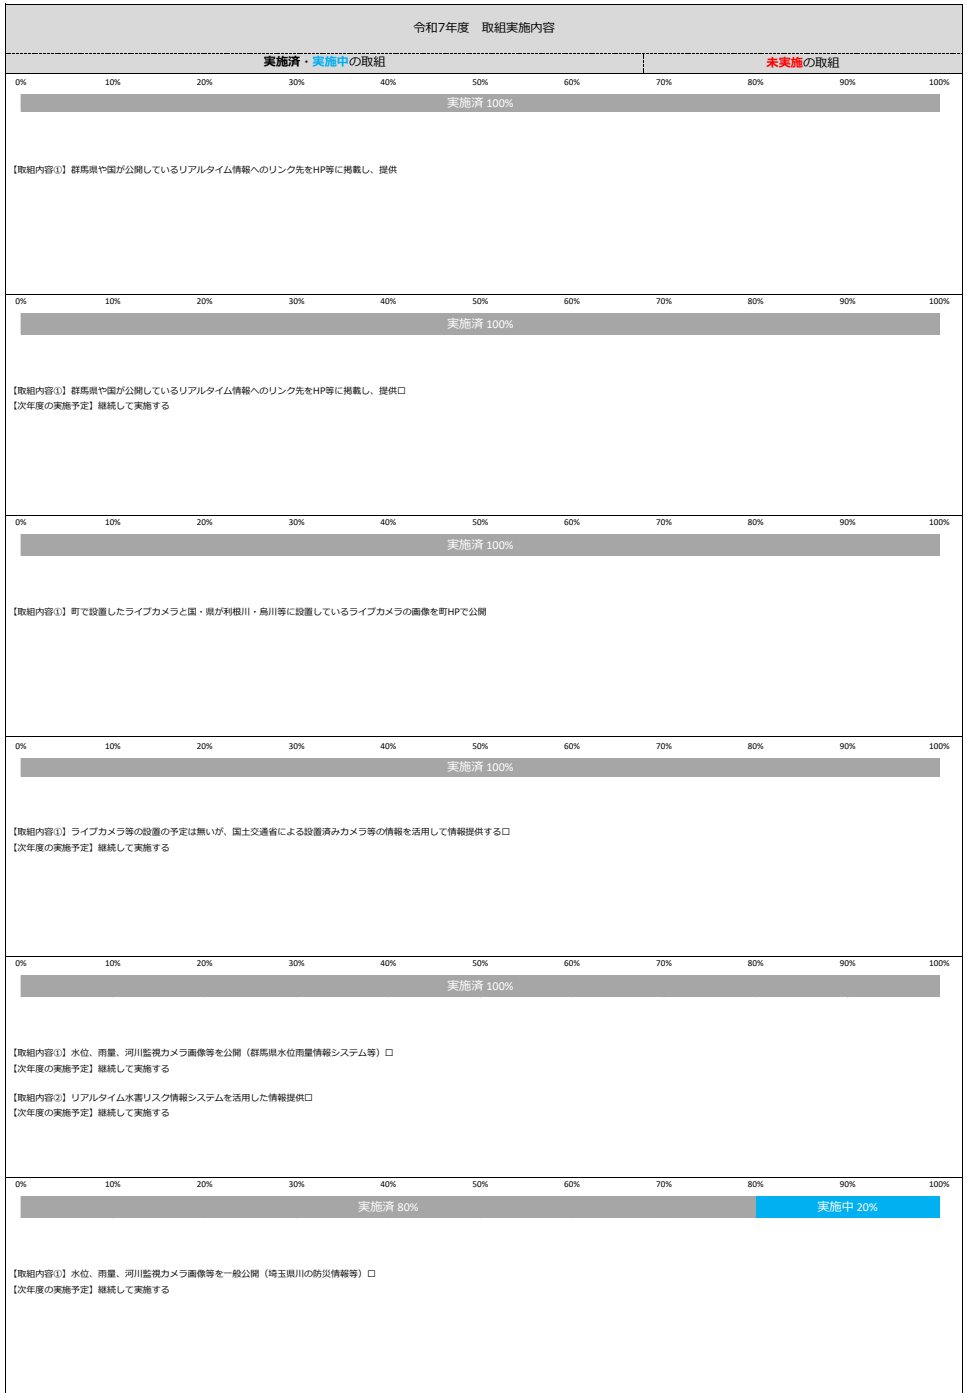 令和7年度　取組実施内容
実施済・実施中の取組　未実施の取組
0% 10% 20% 30% 40% 50% 60% 70% 80% 90% 100%
実施済 100%
【取組内容①】群馬県や国が公開しているリアルタイム情報へのリンク先をHP等に掲載し、提供
0% 10% 20% 30% 40% 50% 60% 70% 80% 90% 100%
実施済 100%
【取組内容①】群馬県や国が公開しているリアルタイム情報へのリンク先をHP等に掲載し、提供□
【次年度の実施予定】継続して実施する
0% 10% 20% 30% 40% 50% 60% 70% 80% 90% 100%
実施済 100%
【取組内容①】町で設置したライブカメラと国・県が利根川・烏川等に設置しているライブカメラの画像を町HPで公開
0% 10% 20% 30% 40% 50% 60% 70% 80% 90% 100%
実施済 100%
【取組内容①】ライブカメラ等の設置の予定は無いが、国土交通省による設置済みカメラ等の情報を活用して情報提供する□
【次年度の実施予定】継続して実施する
0% 10% 20% 30% 40% 50% 60% 70% 80% 90% 100%
実施済 100%
【取組内容①】水位、雨量、河川監視カメラ画像等を公開（群馬県水位雨量情報システム等）□
【次年度の実施予定】継続して実施する
【取組内容②】リアルタイム水害リスク情報システムを活用した情報提供□
【次年度の実施予定】継続して実施する
0% 10% 20% 30% 40% 50% 60% 70% 80% 90% 100%
実施済 80% 実施中 20%
【取組内容①】水位、雨量、河川監視カメラ画像等を一般公開（埼玉県川の防災情報等）□
【次年度の実施予定】継続して実施する